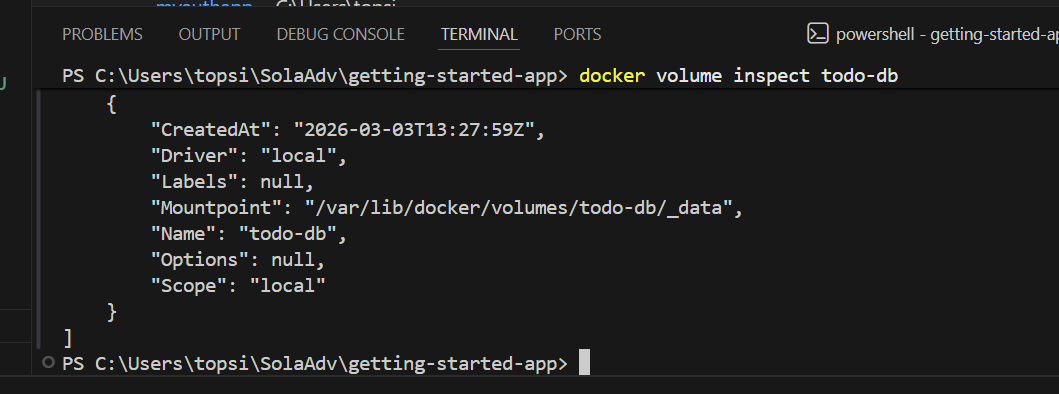 PROBLEMS OUTPUT DEBUG CONSOLE TERMINAL PORTS powershell - getting-started-ap
PS C:\Users\topsi\SolaAdv\getting-started-app> docker volume inspect todo-db
{
"CreatedAt": "2026-03-03T13:27:59Z",
"Driver": "local",
"Labels": null,
"Mountpoint": "/var/lib/docker/volumes/todo-db/_data",
"Name": "todo-db",
"Options": null,
"Scope": "local"
}
]
PS C:\Users\topsi\SolaAdv\getting-started-app>